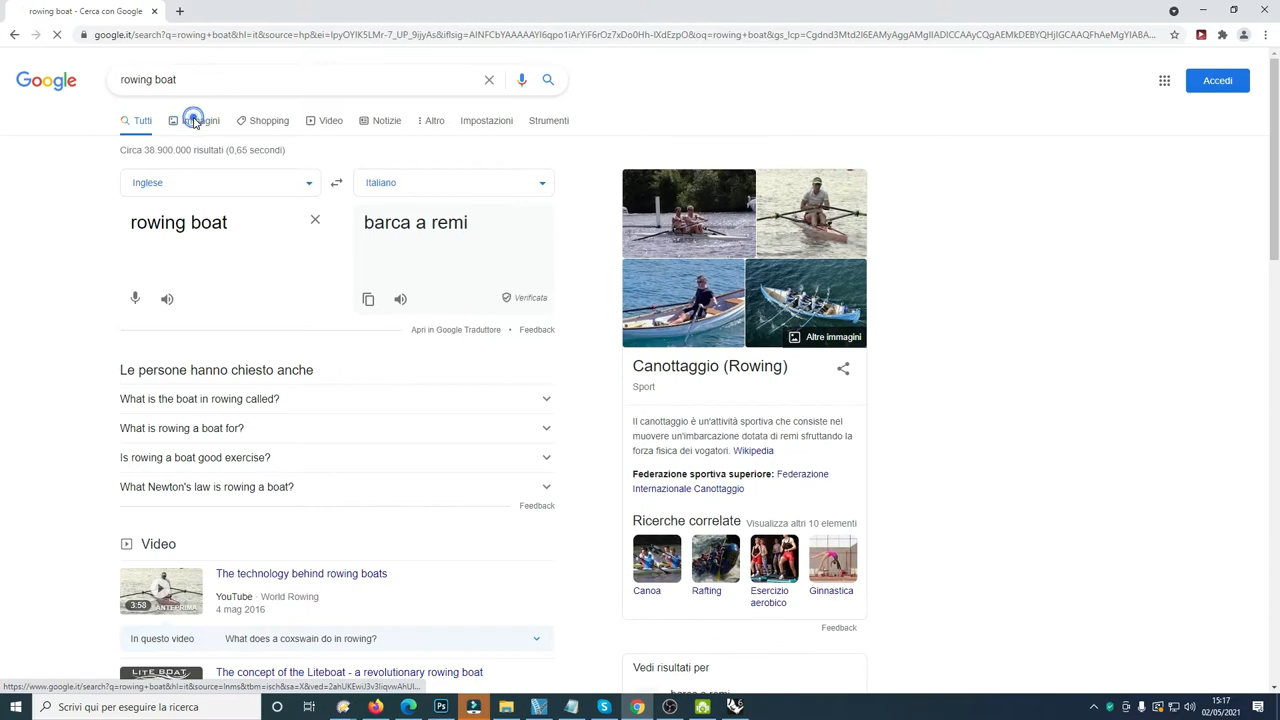 rowing boat - Cerca con Google
google.it/search?q=rowing+boat&hl=it&source=hp&ei=
Google
rowing boat
Accedi
Tutti
Immagini
Shopping
Video
Notizie
Altro
Impostazioni
Strumenti
Circa 38.900.000 risultati (0,65 secondi)
Inglese
Italiano
rowing boat
barca a remi
Verificata
Apri in Google Traduttore • Feedback
Le persone hanno chiesto anche
What is the boat in rowing called?
What is rowing a boat for?
Is rowing a boat good exercise?
What Newton's law is rowing a boat?
Feedback
Video
3:58
ANTEPRIMA
The technology behind rowing boats
YouTube · World Rowing
4 mag 2016
In questo video
What does a coxswain do in rowing?
LITE BOAT
The concept of the Liteboat - a revolutionary rowing boat
Altre immagini
Canottaggio (Rowing)
Sport
Il canottaggio è un'attività sportiva che consiste nel
muovere un'imbarcazione dotata di remi sfruttando la
forza fisica dei vogatori. Wikipedia
Federazione sportiva superiore: Federazione
Internazionale Canottaggio
Ricerche correlate
Visualizza altri 10 elementi
Canoa
Rafting
Esercizio
aerobico
Ginnastica
Feedback
Vedi risultati per
barca a remi
Scrivi qui per eseguire la ricerca
15:17
02/05/2021